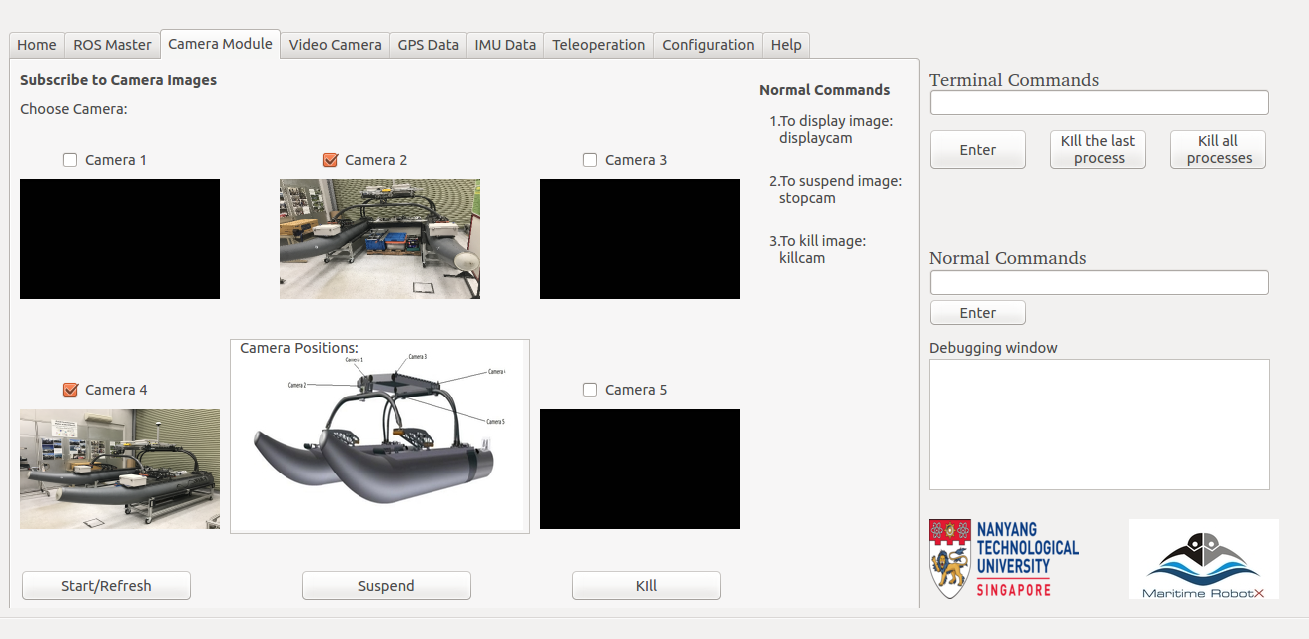 Home
ROS Master
Camera Module
Video Camera
GPS Data
IMU Data
Teleoperation
Configuration
Help
Subscribe to Camera Images
Choose Camera:
Camera 1
Camera 2
Camera 3
Camera 4
Camera Positions:
Camera 1
Camera 3
Camera 2
Camera
Camera 5
Camera 5
Start/Refresh
Suspend
KIll
Normal Commands
1.To display image:
displaycam
2.To suspend image:
stopcam
3.To kill image:
killcam
Terminal Commands
Enter
KIll the last
process
Kill all
processes
Normal Commands
Enter
Debugging window
NANYANG
TECHNOLOGICAL
UNIVERSITY
SINGAPORE
Maritime RobotX